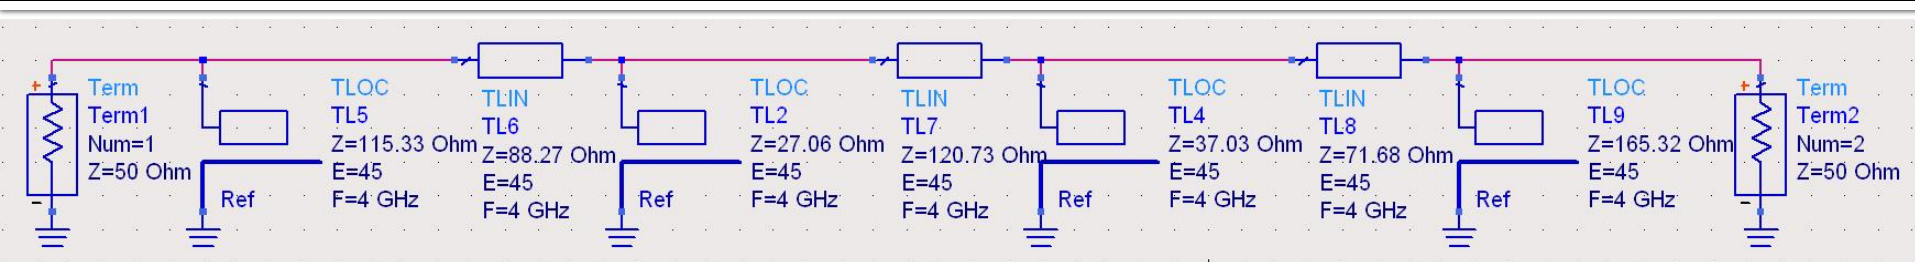 +
Term
Term1
Num=1
Z=50 Ohm
-
TLOC
TL5
Z=115.33 Ohm
E=45
F=4 GHz
Ref
TLIN
TL6
Z=88.27 Ohm
E=45
F=4 GHz
TLOC
TL2
Z=27.06 Ohm
E=45
F=4 GHz
Ref
TLIN
TL7
Z=120.73 Ohm
E=45
F=4 GHz
TLOC
TL4
Z=37.03 Ohm
E=45
F=4 GHz
Ref
TLIN
TL8
Z=71.68 Ohm
E=45
F=4 GHz
TLOC
TL9
Z=165.32 Ohm
E=45
F=4 GHz
Ref
+
Term
Term2
Num=2
Z=50 Ohm
-